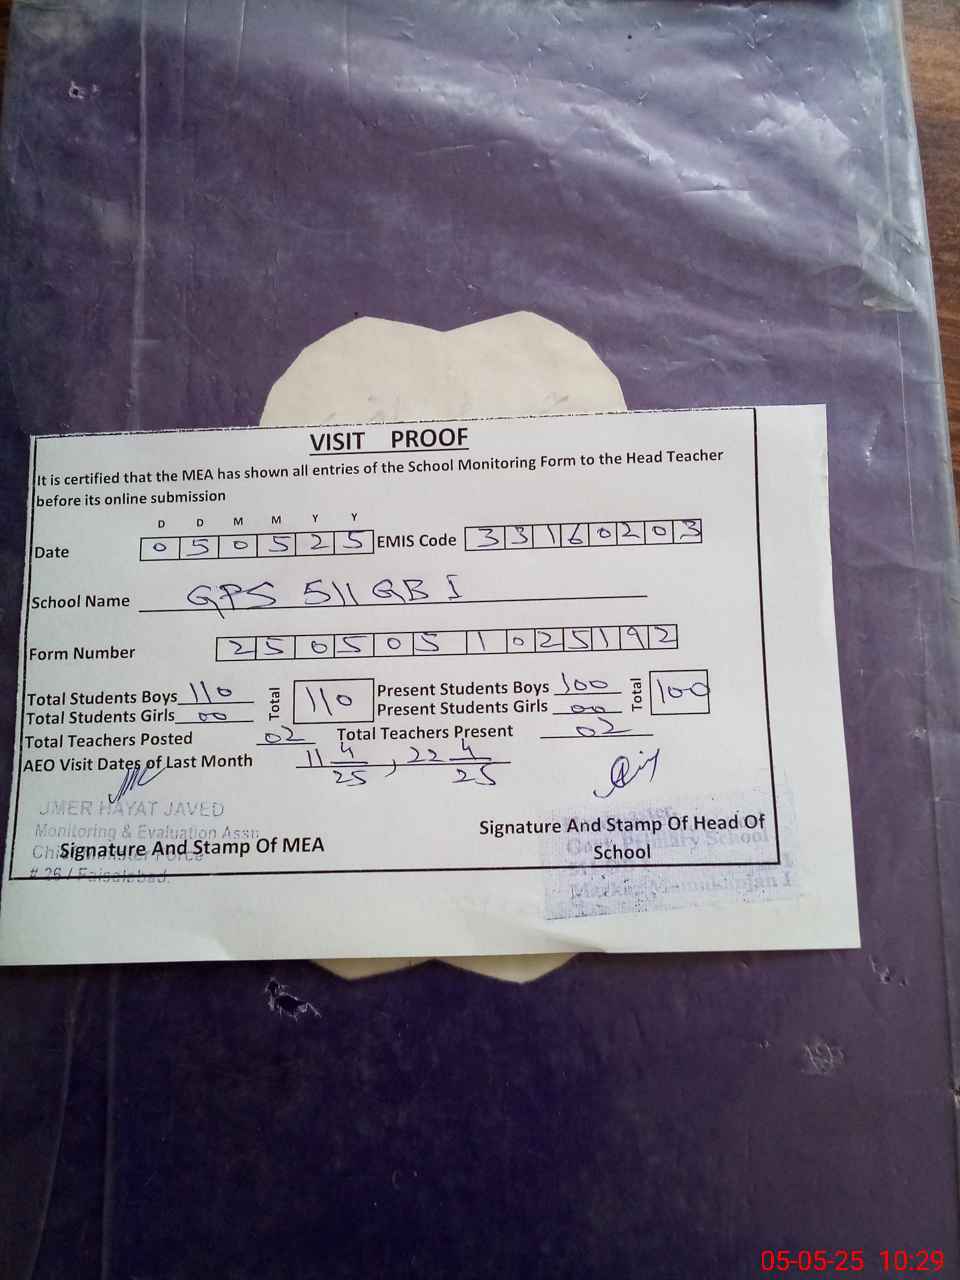 VISIT PROOF
It is certified that the MEA has shown all entries of the School Monitoring Form to the Head Teacher
before its online submission
D D M M Y Y
Date 0 5 0 5 2 5 EMIS Code 3 3 1 6 0 2 0 3
School Name GPS 511 GB I
Form Number 2 5 0 5 0 5 1 0 2 5 1 9 2
Total Students Boys 110 Total 110 Present Students Boys 100 Total 100
Total Students Girls 00 Present Students Girls 00
Total Teachers Posted 02 Total Teachers Present 02
AEO Visit Dates of Last Month 11 4/25, 22 4/25
UMER HAYAT JAVED
Monitoring & Evaluation Asst:
Signature And Stamp Of MEA
# 26 / Faisalabad.
Signature And Stamp Of Head Of
School
Govt. Primary School
05-05-25 10:29